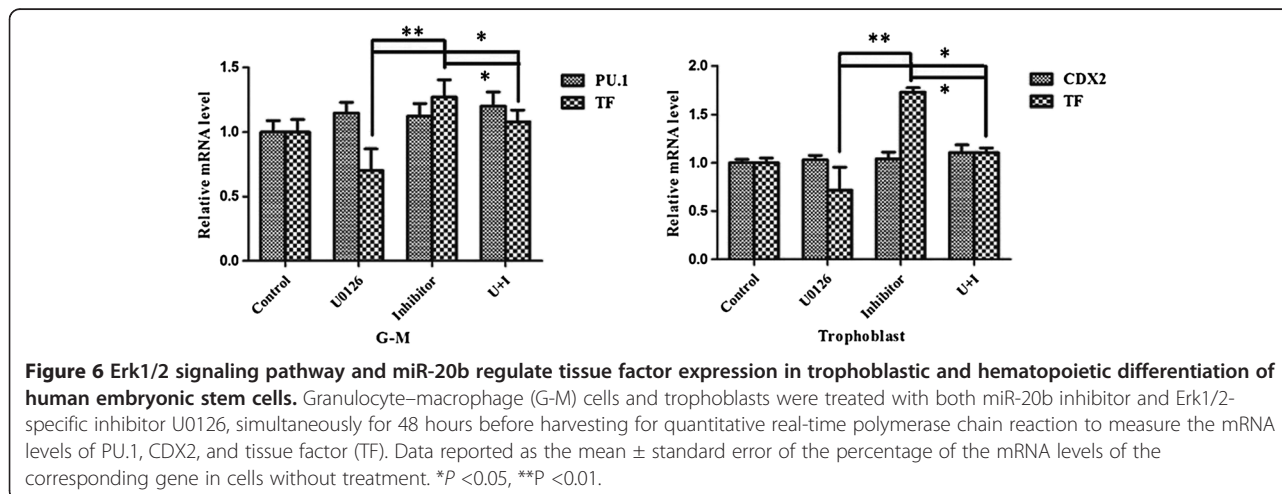 ** *
1.5
*
PU.1
TF
1.0
0.5
0.0
Relative mRNA level
Control
U0126
Inhibitor
U+I
G-M
**
*
2.0
*
CDX2
TF
1.5
1.0
0.5
0.0
Relative mRNA level
Control
U0126
Inhibitor
U+I
Trophoblast
Figure 6 Erk1/2 signaling pathway and miR-20b regulate tissue factor expression in trophoblastic and hematopoietic differentiation of
human embryonic stem cells. Granulocyte–macrophage (G-M) cells and trophoblasts were treated with both miR-20b inhibitor and Erk1/2-
specific inhibitor U0126, simultaneously for 48 hours before harvesting for quantitative real-time polymerase chain reaction to measure the mRNA
levels of PU.1, CDX2, and tissue factor (TF). Data reported as the mean ± standard error of the percentage of the mRNA levels of the
corresponding gene in cells without treatment. *P <0.05, **P <0.01.